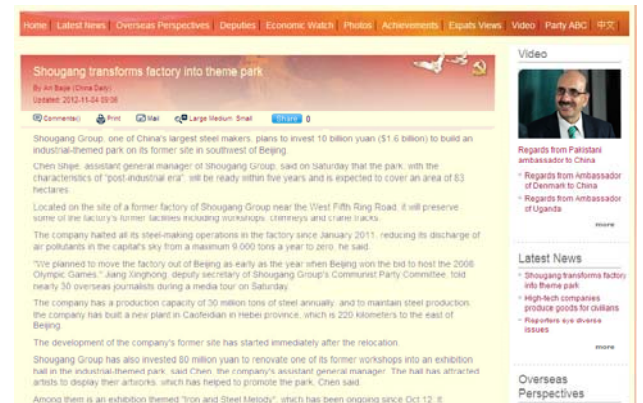 Home | Latest News | Overseas Perspectives | Deputies | Economic Watch | Photos | Achievements | Expats Views | Video | Party ABC | 中文 |
Shougang transforms factory into theme park
By An Baijie (China Daily)
Updated: 2012-11-04 09:06
Comments() Print Mail Large Medium Small Share 0
Shougang Group, one of China's largest steel makers, plans to invest 10 billion yuan ($1.6 billion) to build an
industrial-themed park on its former site in southwest of Beijing.
Chen Shijie, assistant general manager of Shougang Group, said on Saturday that the park, with the
characteristics of "post-industrial era", will be ready within five years and is expected to cover an area of 83
hectares.
Located on the site of a former factory of Shougang Group near the West Fifth Ring Road, it will preserve
some of the factory's former facilities including workshops, chimneys and crane tracks.
The company halted all its steel-making operations in the factory since January 2011, reducing its discharge of
air pollutants in the capital's sky from a maximum 9,000 tons a year to zero, he said.
"We planned to move the factory out of Beijing as early as the year when Beijing won the bid to host the 2008
Olympic Games," Jiang Xinghong, deputy secretary of Shougang Group's Communist Party Committee, told
nearly 30 overseas journalists during a media tour on Saturday.
The company has a production capacity of 30 million tons of steel annually, and to maintain steel production,
the company has built a new plant in Caofeidian in Hebei province, which is 220 kilometers to the east of
Beijing.
The development of the company's former site has started immediately after the relocation.
Shougang Group has also invested 80 million yuan to renovate one of its former workshops into an exhibition
hall in the industrial-themed park, said Chen, the company's assistant general manager. The hall has attracted
artists to display their artworks, which has helped to promote the park, Chen said.
Among them is an exhibition themed "Iron and Steel Melody", which has been ongoing since Oct 12. It
Video
Regards from Pakistani
ambassador to China
Regards from Ambassador
of Denmark to China
Regards from Ambassador
of Uganda
more
Latest News
Shougang transforms factory
into theme park
High-tech companies
produce goods for civilians
Reporters eye diverse
issues
more
Overseas
Perspectives